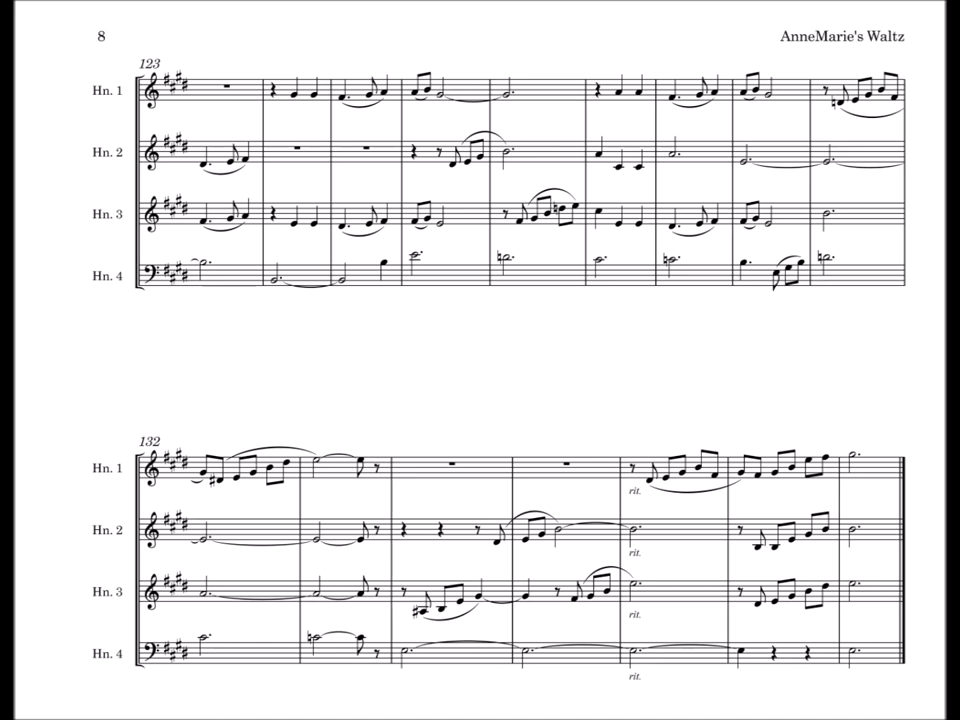 8 AnneMarie's Waltz
123
Hn. 1
Hn. 2
Hn. 3
Hn. 4
132
Hn. 1
rit.
Hn. 2
rit.
Hn. 3
rit.
Hn. 4
rit.